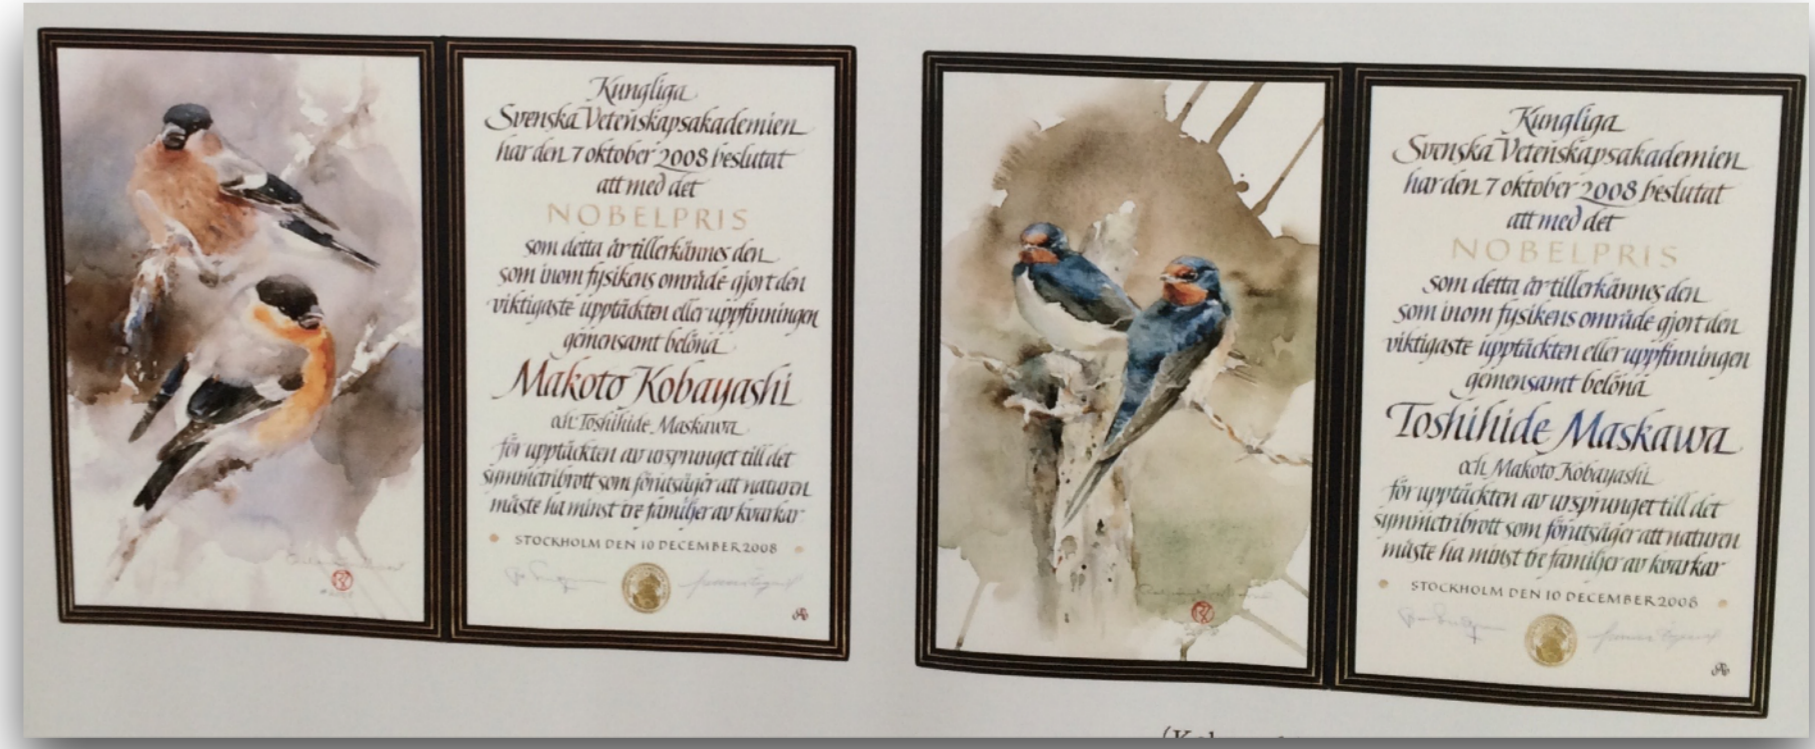 Kungliga
Svenska Vetenskapsakademien
har den 7 oktober 2008 beslutat
att med det
NOBELPRIS
som detta år tillerkännes den
som inom fysikens område gjort den
viktigaste upptäckten eller uppfinningen
gemensamt belöna
Makoto Kobayashi
och Toshihide Maskawa
för upptäckten av ursprunget till det
symmetribrott som förutsäger att naturen
måste ha minst tre familjer av kvarkar
STOCKHOLM DEN 10 DECEMBER 2008
Kungliga
Svenska Vetenskapsakademien
har den 7 oktober 2008 beslutat
att med det
NOBELPRIS
som detta år tillerkännes den
som inom fysikens område gjort den
viktigaste upptäckten eller uppfinningen
gemensamt belöna
Toshihide Maskawa
och Makoto Kobayashi
för upptäckten av ursprunget till det
symmetribrott som förutsäger att naturen
måste ha minst tre familjer av kvarkar
STOCKHOLM DEN 10 DECEMBER 2008